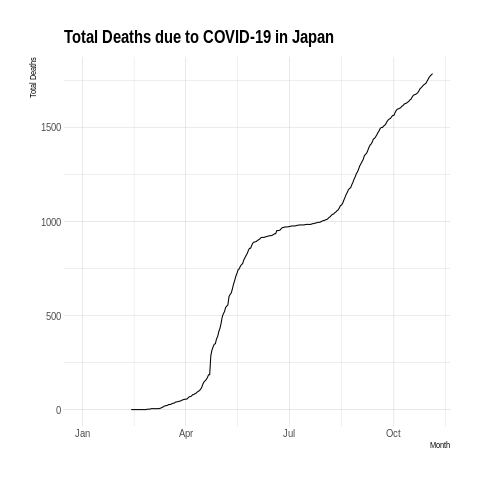 Total Deaths due to COVID-19 in Japan
Total Deaths
1500
1000
500
0
Jan Apr Jul Oct
Month